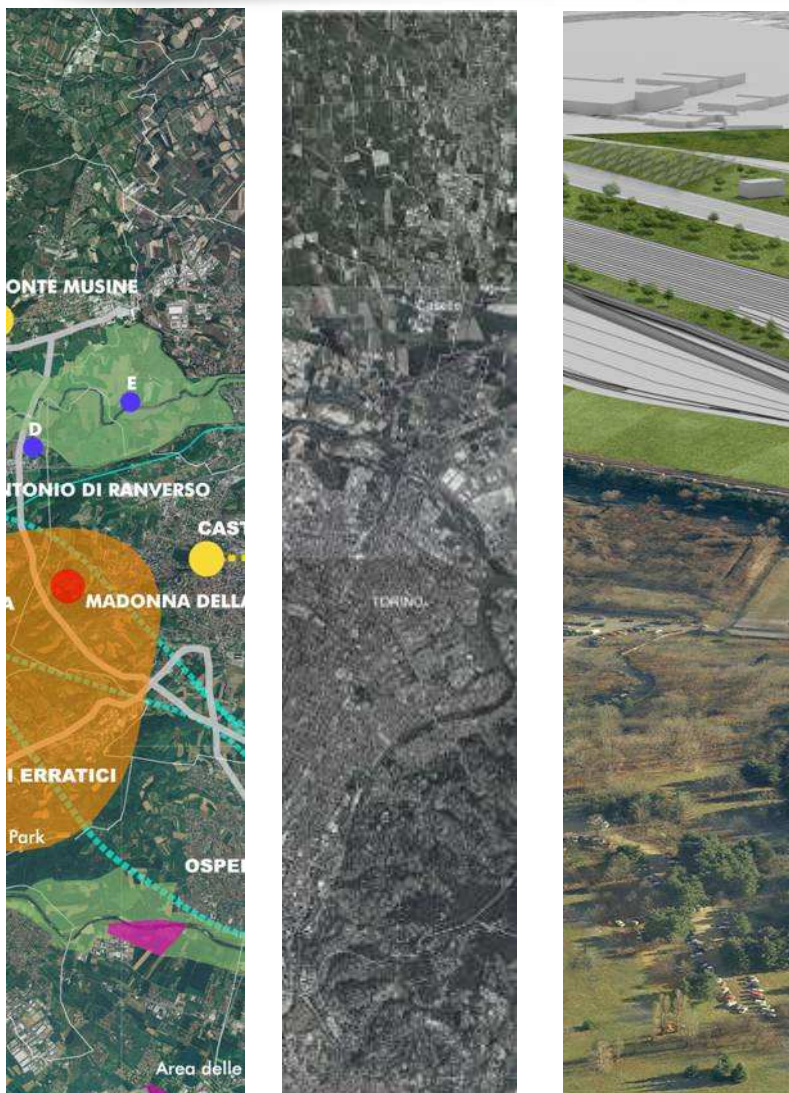 ONTE MUSINE
E
D
NTONIO DI RANVERSO
CAST
MADONNA DELLA
A
I ERRATICI
Park
OSPE
Area delle
Caselle
TORINO